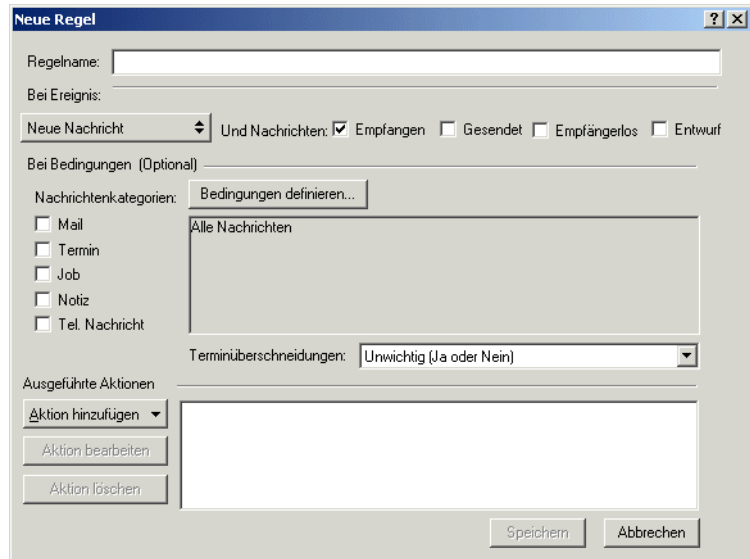 Neue Regel
Regelname:
Bei Ereignis:
Neue Nachricht Und Nachrichten: Empfangen Gesendet Empfängerlos Entwurf
Bei Bedingungen (Optional)
Nachrichtenkategorien: Bedingungen definieren...
Mail Alle Nachrichten
Termin
Job
Notiz
Tel. Nachricht
Terminüberschneidungen: Unwichtig (Ja oder Nein)
Ausgeführte Aktionen
Aktion hinzufügen
Aktion bearbeiten
Aktion löschen
Speichern Abbrechen